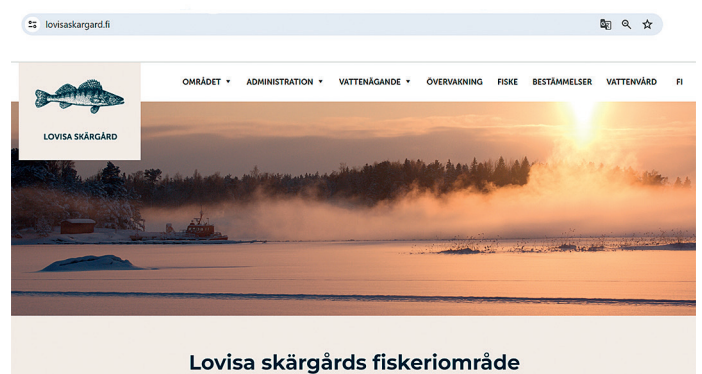 lovisaskargard.fi
OMRÅDET ▾ ADMINISTRATION ▾ VATTENÄGANDE ▾ ÖVERVAKNING FISKE BESTÄMMELSER VATTENVÅRD FI
LOVISA SKÄRGÅRD
Lovisa skärgårds fiskeriområde